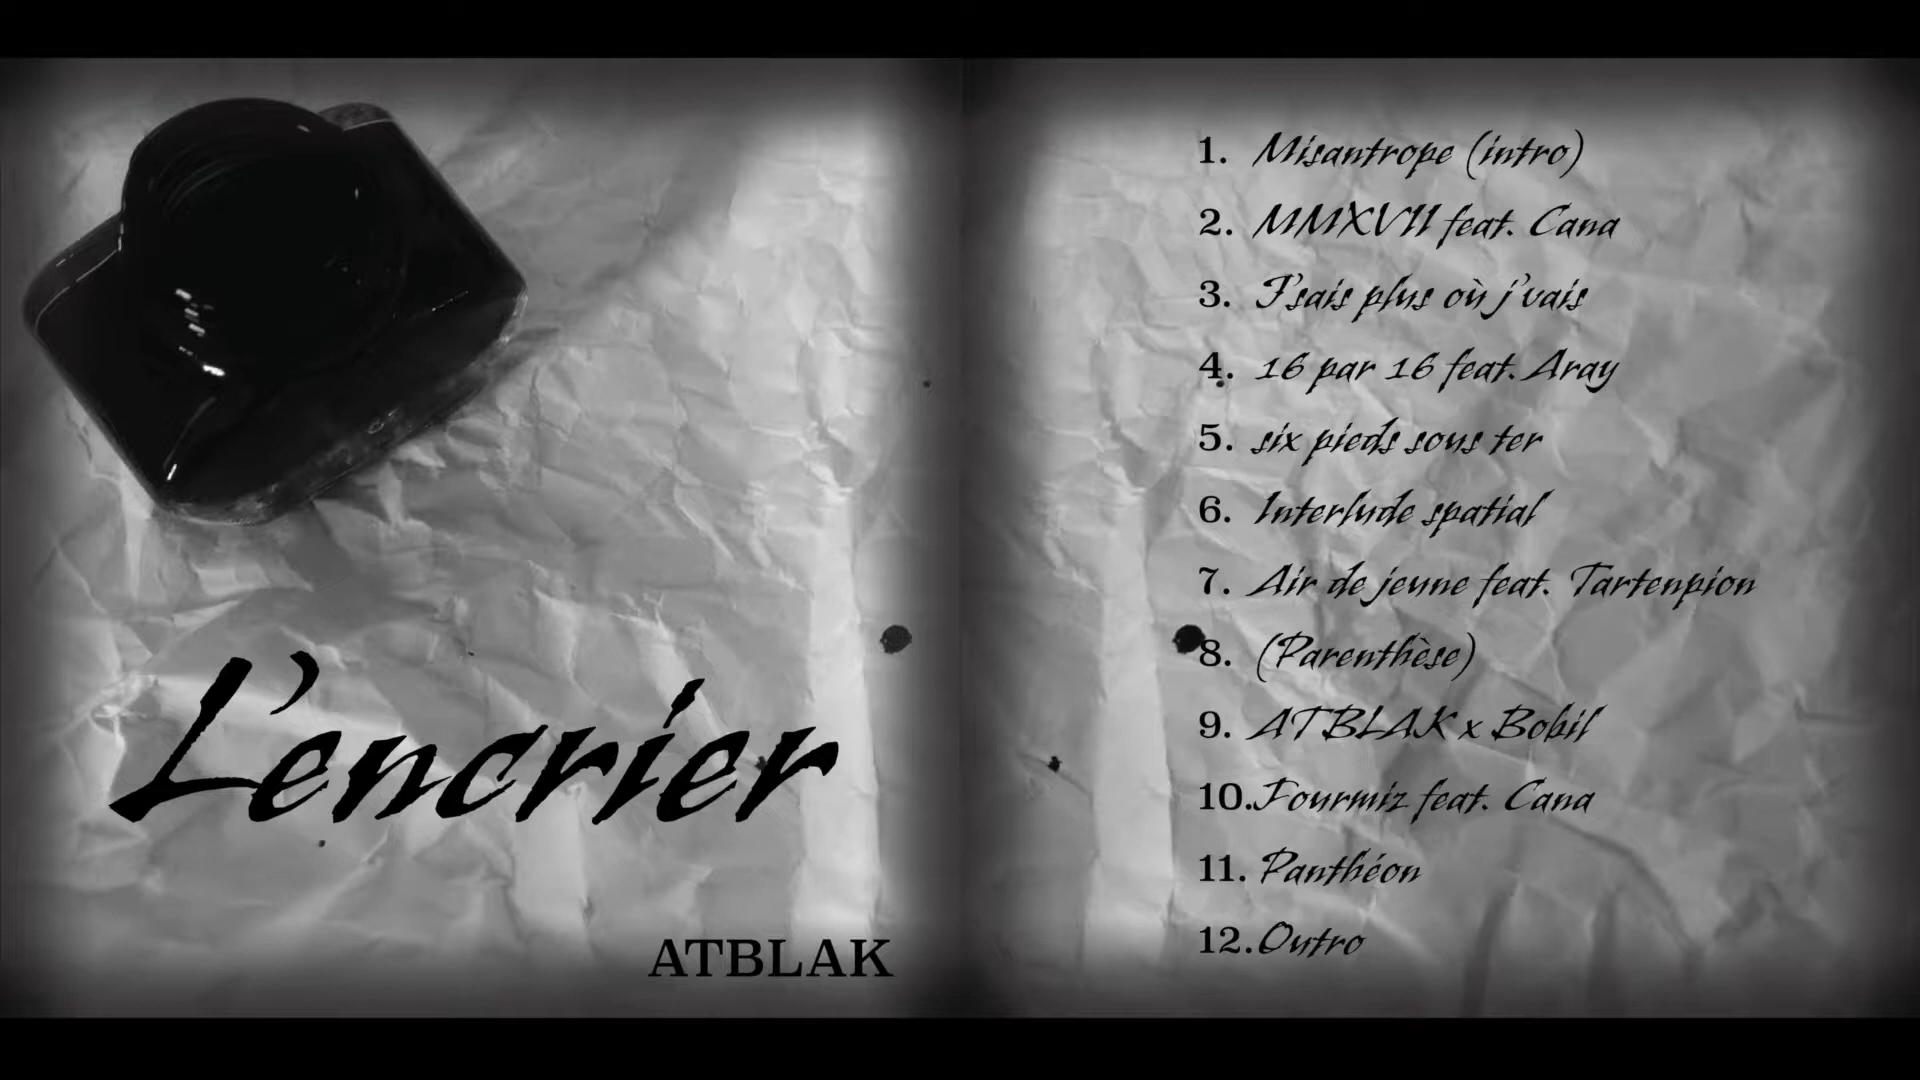 L'encrier
ATBLAK
1. Misantrope (intro)
2. MMXVII feat. Cana
3. J'sais plus où j'vais
4. 16 par 16 feat. Aray
5. six pieds sous ter
6. Interlude spatial
7. Air de jeune feat. Tartenpion
8. (Parenthèse)
9. ATBLAK x Bobil
10. Fourmiz feat. Cana
11. Panthéon
12. Outro